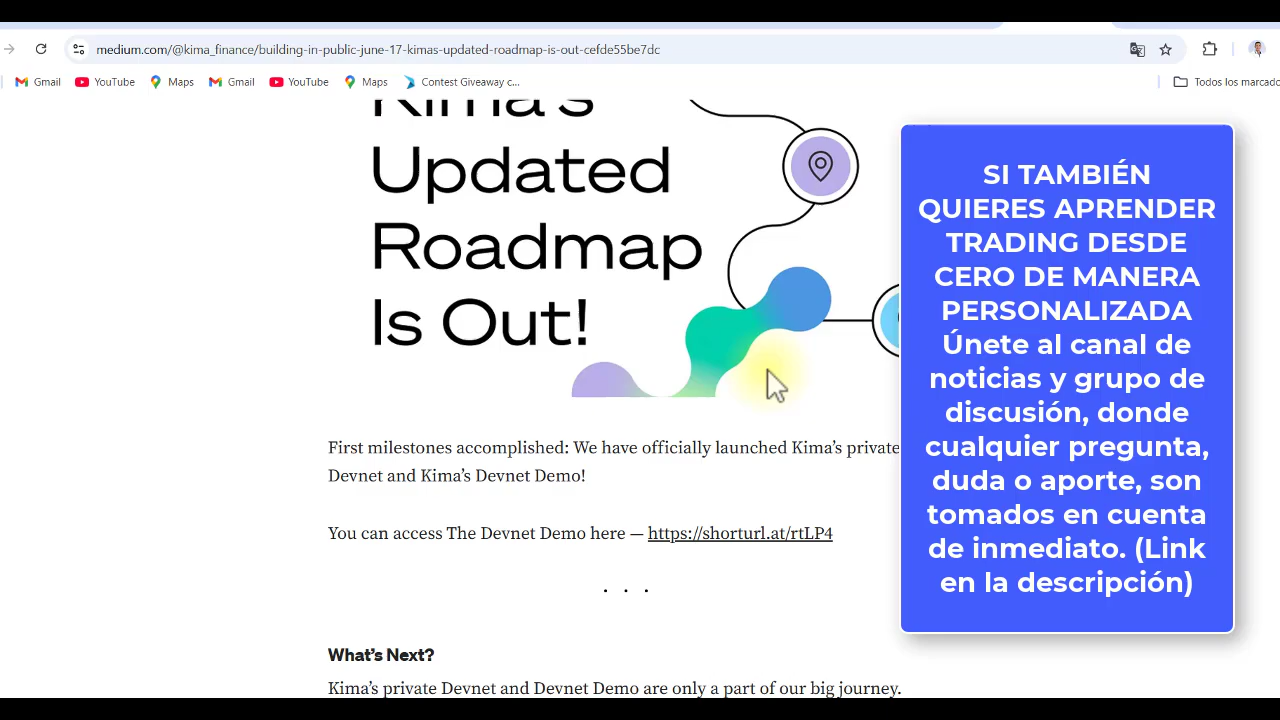 medium.com/@kima_finance/building-in-public-june-17-kimas-updated-roadmap-is-out-cefde55be7dc
Gmail YouTube Maps Gmail YouTube Maps Contest Giveaway c... Todos los marcado
Kima's
Updated
Roadmap
Is Out!
First milestones accomplished: We have officially launched Kima's private
Devnet and Kima's Devnet Demo!
You can access The Devnet Demo here — https://shorturl.at/rtLP4
. . .
What's Next?
Kima's private Devnet and Devnet Demo are only a part of our big journey.
SI TAMBIÉN
QUIERES APRENDER
TRADING DESDE
CERO DE MANERA
PERSONALIZADA
Únete al canal de
noticias y grupo de
discusión, donde
cualquier pregunta,
duda o aporte, son
tomados en cuenta
de inmediato. (Link
en la descripción)